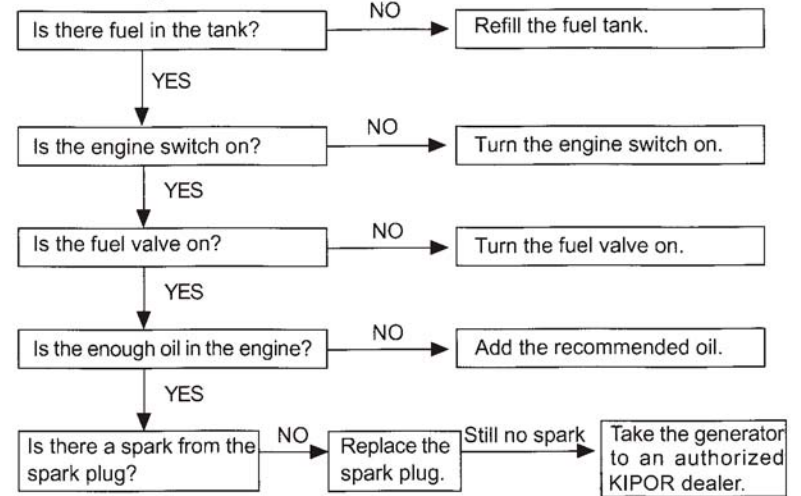 Is there fuel in the tank?
NO
Refill the fuel tank.
YES
Is the engine switch on?
NO
Turn the engine switch on.
YES
Is the fuel valve on?
NO
Turn the fuel valve on.
YES
Is the enough oil in the engine?
NO
Add the recommended oil.
YES
Is there a spark from the
spark plug?
NO
Replace the
spark plug.
Still no spark
Take the generator
to an authorized
KIPOR dealer.